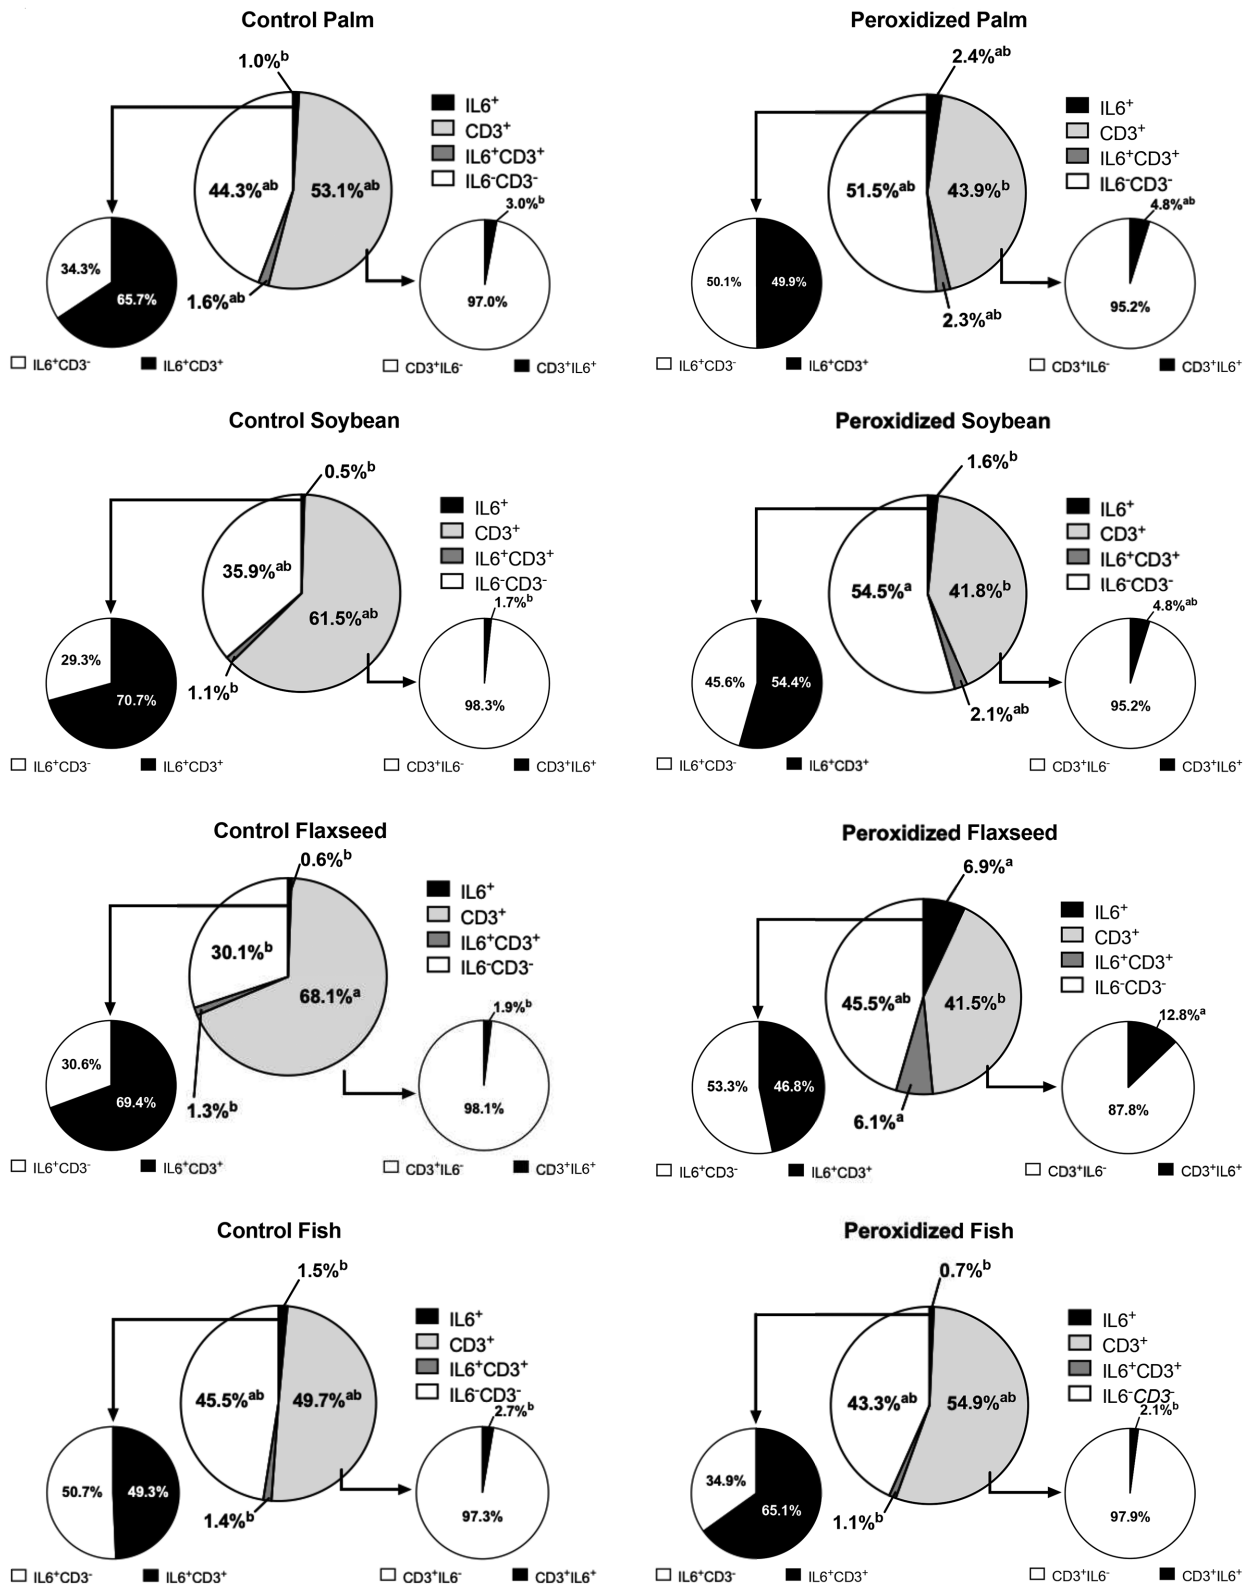 Control Palm
1.0%ᵇ
IL6⁺
CD3⁺
IL6⁺CD3⁺
IL6⁻CD3⁻
44.3%ᵃᵇ
53.1%ᵃᵇ
1.6%ᵃᵇ
34.3%
65.7%
3.0%ᵇ
97.0%
IL6⁺CD3⁻ IL6⁺CD3⁺
CD3⁺IL6⁻ CD3⁺IL6⁺
Peroxidized Palm
2.4%ᵃᵇ
IL6⁺
CD3⁺
IL6⁺CD3⁺
IL6⁻CD3⁻
51.5%ᵃᵇ
43.9%ᵇ
2.3%ᵃᵇ
50.1%
49.9%
4.8%ᵃᵇ
95.2%
IL6⁺CD3⁻ IL6⁺CD3⁺
CD3⁺IL6⁻ CD3⁺IL6⁺
Control Soybean
0.5%ᵇ
IL6⁺
CD3⁺
IL6⁺CD3⁺
IL6⁻CD3⁻
35.9%ᵃᵇ
61.5%ᵃᵇ
1.1%ᵇ
29.3%
70.7%
1.7%ᵇ
98.3%
IL6⁺CD3⁻ IL6⁺CD3⁺
CD3⁺IL6⁻ CD3⁺IL6⁺
Peroxidized Soybean
1.6%ᵇ
IL6⁺
CD3⁺
IL6⁺CD3⁺
IL6⁻CD3⁻
54.5%ᵃ
41.8%ᵇ
2.1%ᵃᵇ
45.6%
54.4%
4.8%ᵃᵇ
95.2%
IL6⁺CD3⁻ IL6⁺CD3⁺
CD3⁺IL6⁻ CD3⁺IL6⁺
Control Flaxseed
0.6%ᵇ
IL6⁺
CD3⁺
IL6⁺CD3⁺
IL6⁻CD3⁻
30.1%ᵇ
68.1%ᵃ
1.3%ᵇ
30.6%
69.4%
1.9%ᵇ
98.1%
IL6⁺CD3⁻ IL6⁺CD3⁺
CD3⁺IL6⁻ CD3⁺IL6⁺
Peroxidized Flaxseed
6.9%ᵃ
IL6⁺
CD3⁺
IL6⁺CD3⁺
IL6⁻CD3⁻
45.5%ᵃᵇ
41.5%ᵇ
6.1%ᵃ
53.3%
46.8%
12.8%ᵃ
87.8%
IL6⁺CD3⁻ IL6⁺CD3⁺
CD3⁺IL6⁻ CD3⁺IL6⁺
Control Fish
1.5%ᵇ
IL6⁺
CD3⁺
IL6⁺CD3⁺
IL6⁻CD3⁻
45.5%ᵃᵇ
49.7%ᵃᵇ
1.4%ᵇ
50.7%
49.3%
2.7%ᵇ
97.3%
IL6⁺CD3⁻ IL6⁺CD3⁺
CD3⁺IL6⁻ CD3⁺IL6⁺
Peroxidized Fish
0.7%ᵇ
IL6⁺
CD3⁺
IL6⁺CD3⁺
IL6⁻CD3⁻
43.3%ᵃᵇ
54.9%ᵃᵇ
1.1%ᵇ
34.9%
65.1%
2.1%ᵇ
97.9%
IL6⁺CD3⁻ IL6⁺CD3⁺
CD3⁺IL6⁻ CD3⁺IL6⁺